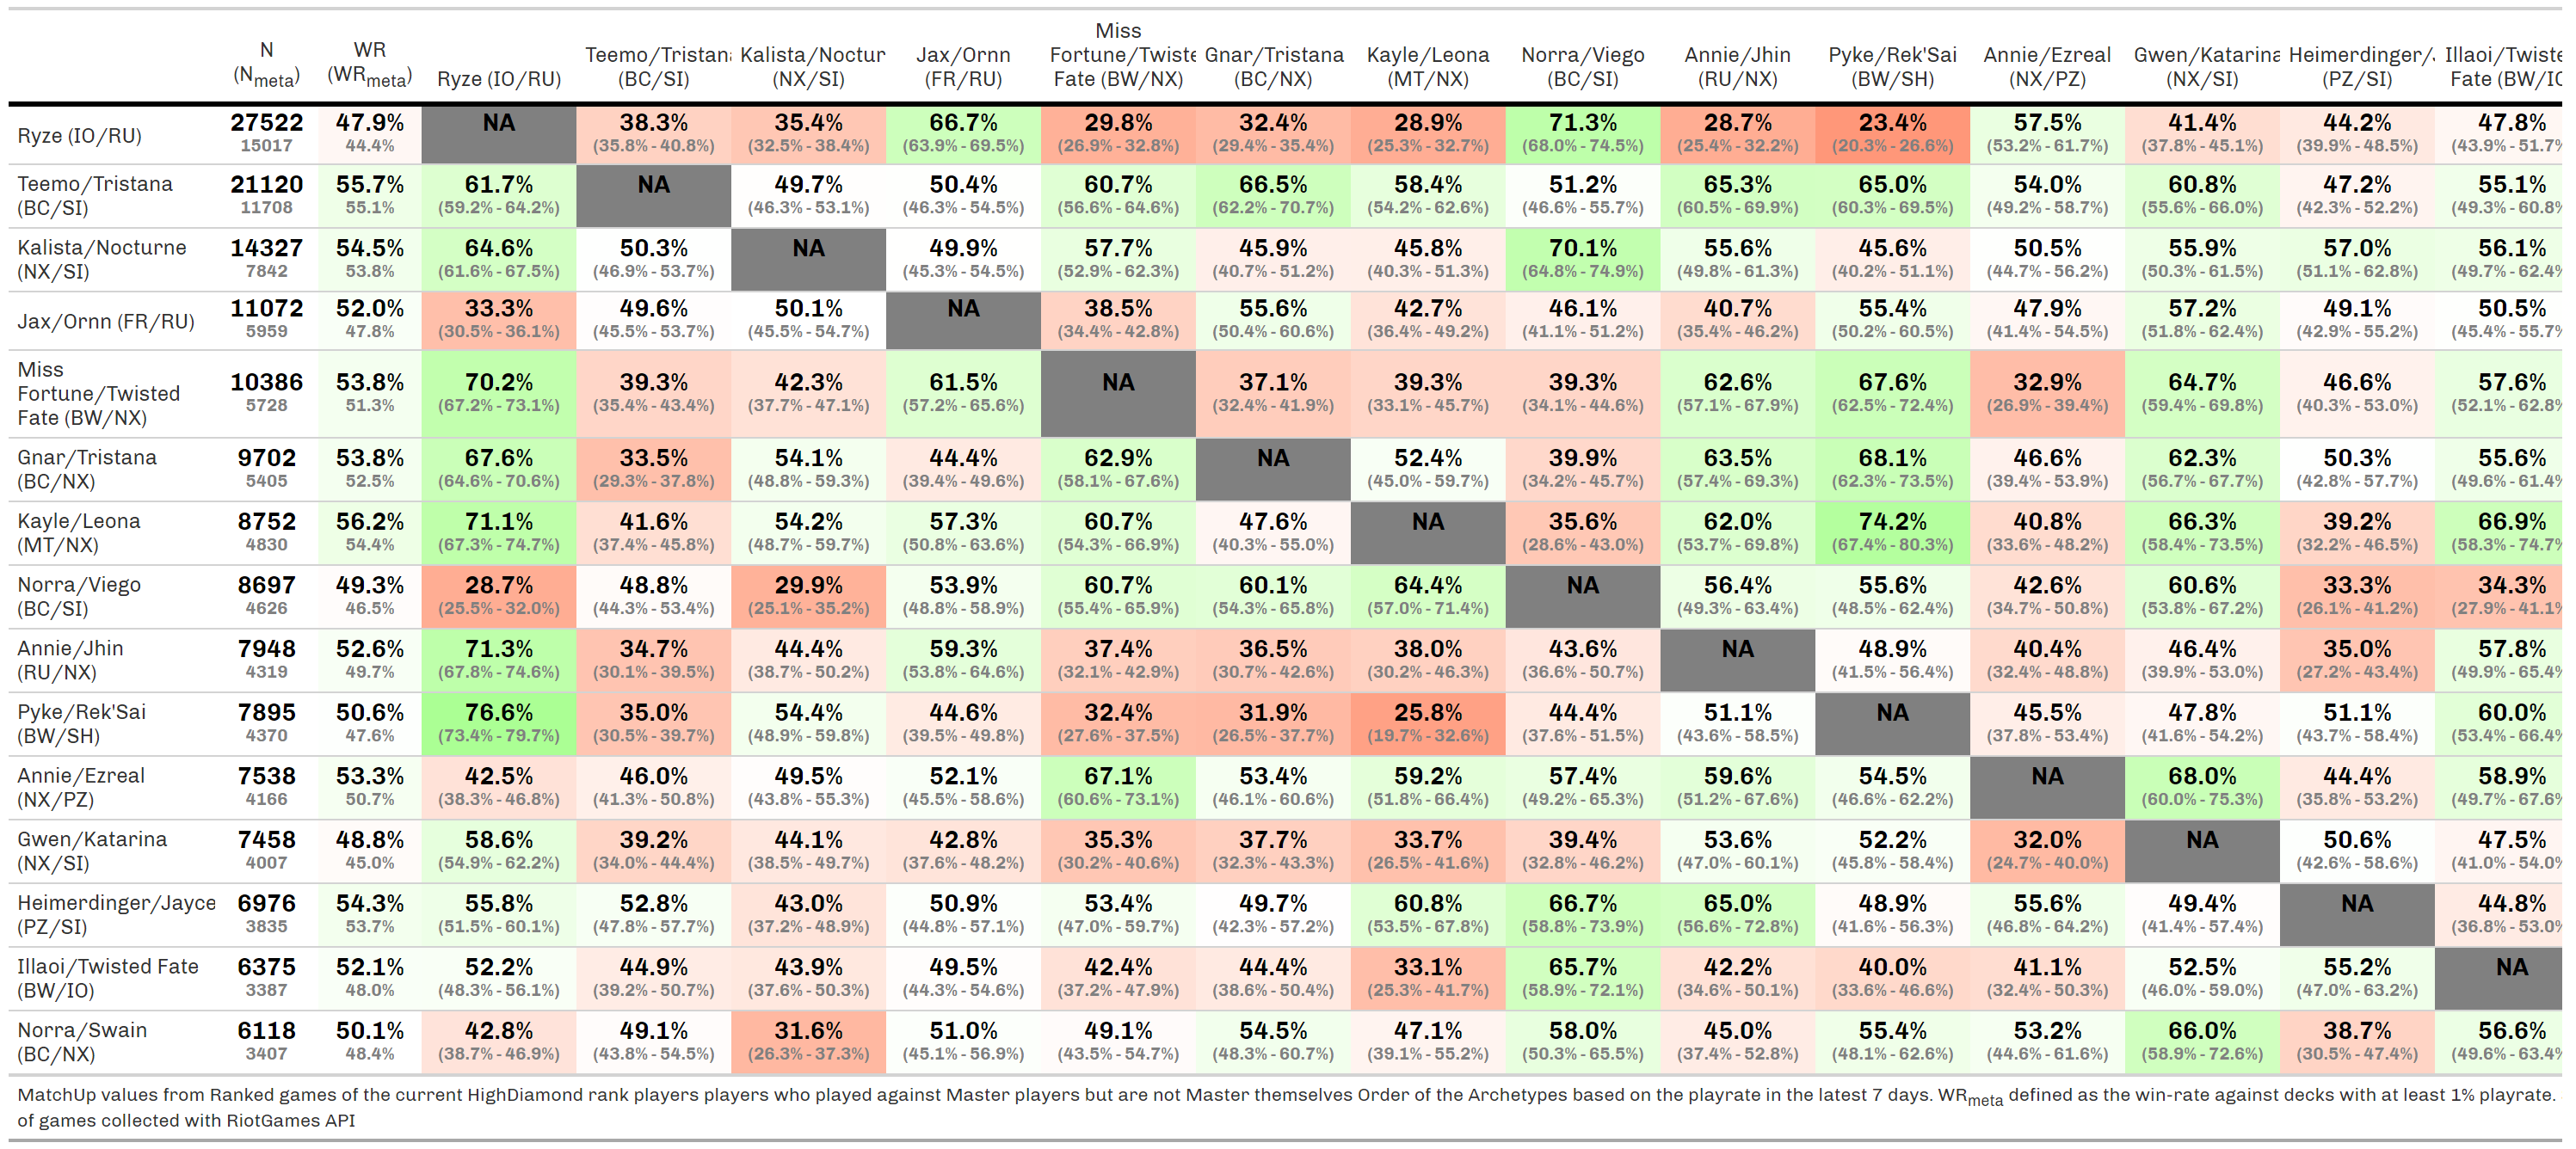 Miss
N WR Teemo/Tristana Kalista/Noctur Jax/Ornn Fortune/Twiste Gnar/Tristana Kayle/Leona Norra/Viego Annie/Jhin Pyke/Rek'Sai Annie/Ezreal Gwen/Katarina Heimerdinger/J Illaoi/Twiste
(Nmeta) (WRmeta) Ryze (IO/RU) (BC/SI) (NX/SI) (FR/RU) Fate (BW/NX) (BC/NX) (MT/NX) (BC/SI) (RU/NX) (BW/SH) (NX/PZ) (NX/SI) (PZ/SI) Fate (BW/IO
Ryze (IO/RU) 27522 47.9% NA 38.3% 35.4% 66.7% 29.8% 32.4% 28.9% 71.3% 28.7% 23.4% 57.5% 41.4% 44.2% 47.8%
15017 44.4% (35.8% - 40.8%) (32.5% - 38.4%) (63.9% - 69.5%) (26.9% - 32.8%) (29.4% - 35.4%) (25.3% - 32.7%) (68.0% - 74.5%) (25.4% - 32.2%) (20.3% - 26.6%) (53.2% - 61.7%) (37.8% - 45.1%) (39.9% - 48.5%) (43.9% - 51.7%
Teemo/Tristana 21120 55.7% 61.7% NA 49.7% 50.4% 60.7% 66.5% 58.4% 51.2% 65.3% 65.0% 54.0% 60.8% 47.2% 55.1%
(BC/SI) 11708 55.1% (59.2% - 64.2%) (46.3% - 53.1%) (46.3% - 54.5%) (56.6% - 64.6%) (62.2% - 70.7%) (54.2% - 62.6%) (46.6% - 55.7%) (60.5% - 69.9%) (60.3% - 69.5%) (49.2% - 58.7%) (55.6% - 66.0%) (42.3% - 52.2%) (49.3% - 60.8%
Kalista/Nocturne 14327 54.5% 64.6% 50.3% NA 49.9% 57.7% 45.9% 45.8% 70.1% 55.6% 45.6% 50.5% 55.9% 57.0% 56.1%
(NX/SI) 7842 53.8% (61.6% - 67.5%) (46.9% - 53.7%) (45.3% - 54.5%) (52.9% - 62.3%) (40.7% - 51.2%) (40.3% - 51.3%) (64.8% - 74.9%) (49.8% - 61.3%) (40.2% - 51.1%) (44.7% - 56.2%) (50.3% - 61.5%) (51.1% - 62.8%) (49.7% - 62.4%
Jax/Ornn (FR/RU) 11072 52.0% 33.3% 49.6% 50.1% NA 38.5% 55.6% 42.7% 46.1% 40.7% 55.4% 47.9% 57.2% 49.1% 50.5%
5959 47.8% (30.5% - 36.1%) (45.5% - 53.7%) (45.5% - 54.7%) (34.4% - 42.8%) (50.4% - 60.6%) (36.4% - 49.2%) (41.1% - 51.2%) (35.4% - 46.2%) (50.2% - 60.5%) (41.4% - 54.5%) (51.8% - 62.4%) (42.9% - 55.2%) (45.4% - 55.7%
Miss
Fortune/Twisted 10386 53.8% 70.2% 39.3% 42.3% 61.5% NA 37.1% 39.3% 39.3% 62.6% 67.6% 32.9% 64.7% 46.6% 57.6%
Fate (BW/NX) 5728 51.3% (67.2% - 73.1%) (35.4% - 43.4%) (37.7% - 47.1%) (57.2% - 65.6%) (32.4% - 41.9%) (33.1% - 45.7%) (34.1% - 44.6%) (57.1% - 67.9%) (62.5% - 72.4%) (26.9% - 39.4%) (59.4% - 69.8%) (40.3% - 53.0%) (52.1% - 62.8%
Gnar/Tristana 9702 53.8% 67.6% 33.5% 54.1% 44.4% 62.9% NA 52.4% 39.9% 63.5% 68.1% 46.6% 62.3% 50.3% 55.6%
(BC/NX) 5405 52.5% (64.6% - 70.6%) (29.3% - 37.8%) (48.8% - 59.3%) (39.4% - 49.6%) (58.1% - 67.6%) (45.0% - 59.7%) (34.2% - 45.7%) (57.4% - 69.3%) (62.3% - 73.5%) (39.4% - 53.9%) (56.7% - 67.7%) (42.8% - 57.7%) (49.6% - 61.4%
Kayle/Leona 8752 56.2% 71.1% 41.6% 54.2% 57.3% 60.7% 47.6% NA 35.6% 62.0% 74.2% 40.8% 66.3% 39.2% 66.9%
(MT/NX) 4830 54.4% (67.3% - 74.7%) (37.4% - 45.8%) (48.7% - 59.7%) (50.8% - 63.6%) (54.3% - 66.9%) (40.3% - 55.0%) (28.6% - 43.0%) (53.7% - 69.8%) (67.4% - 80.3%) (33.6% - 48.2%) (58.4% - 73.5%) (32.2% - 46.5%) (58.3% - 74.7%
Norra/Viego 8697 49.3% 28.7% 48.8% 29.9% 53.9% 60.7% 60.1% 64.4% NA 56.4% 55.6% 42.6% 60.6% 33.3% 34.3%
(BC/SI) 4626 46.5% (25.5% - 32.0%) (44.3% - 53.4%) (25.1% - 35.2%) (48.8% - 58.9%) (55.4% - 65.9%) (54.3% - 65.8%) (57.0% - 71.4%) (49.3% - 63.4%) (48.5% - 62.4%) (34.7% - 50.8%) (53.8% - 67.2%) (26.1% - 41.2%) (27.9% - 41.1%
Annie/Jhin 7948 52.6% 71.3% 34.7% 44.4% 59.3% 37.4% 36.5% 38.0% 43.6% NA 48.9% 40.4% 46.4% 35.0% 57.8%
(RU/NX) 4319 49.7% (67.8% - 74.6%) (30.1% - 39.5%) (38.7% - 50.2%) (53.8% - 64.6%) (32.1% - 42.9%) (30.7% - 42.6%) (30.2% - 46.3%) (36.6% - 50.7%) (41.5% - 56.4%) (32.4% - 48.8%) (39.9% - 53.0%) (27.2% - 43.4%) (49.9% - 65.4%
Pyke/Rek'Sai 7895 50.6% 76.6% 35.0% 54.4% 44.6% 32.4% 31.9% 25.8% 44.4% 51.1% NA 45.5% 47.8% 51.1% 60.0%
(BW/SH) 4370 47.6% (73.4% - 79.7%) (30.5% - 39.7%) (48.9% - 59.8%) (39.5% - 49.8%) (27.6% - 37.5%) (26.5% - 37.7%) (19.7% - 32.6%) (37.6% - 51.5%) (43.6% - 58.5%) (37.8% - 53.4%) (41.6% - 54.2%) (43.7% - 58.4%) (53.4% - 66.4%
Annie/Ezreal 7538 53.3% 42.5% 46.0% 49.5% 52.1% 67.1% 53.4% 59.2% 57.4% 59.6% 54.5% NA 68.0% 44.4% 58.9%
(NX/PZ) 4166 50.7% (38.3% - 46.8%) (41.3% - 50.8%) (43.8% - 55.3%) (45.5% - 58.6%) (60.6% - 73.1%) (46.1% - 60.6%) (51.8% - 66.4%) (49.2% - 65.3%) (51.2% - 67.6%) (46.6% - 62.2%) (60.0% - 75.3%) (35.8% - 53.2%) (49.7% - 67.6%
Gwen/Katarina 7458 48.8% 58.6% 39.2% 44.1% 42.8% 35.3% 37.7% 33.7% 39.4% 53.6% 52.2% 32.0% NA 50.6% 47.5%
(NX/SI) 4007 45.0% (54.9% - 62.2%) (34.0% - 44.4%) (38.5% - 49.7%) (37.6% - 48.2%) (30.2% - 40.6%) (32.3% - 43.3%) (26.5% - 41.6%) (32.8% - 46.2%) (47.0% - 60.1%) (45.8% - 58.4%) (24.7% - 40.0%) (42.6% - 58.6%) (41.0% - 54.0%
Heimerdinger/Jayce 6976 54.3% 55.8% 52.8% 43.0% 50.9% 53.4% 49.7% 60.8% 66.7% 65.0% 48.9% 55.6% 49.4% NA 44.8%
(PZ/SI) 3835 53.7% (51.5% - 60.1%) (47.8% - 57.7%) (37.2% - 48.9%) (44.8% - 57.1%) (47.0% - 59.7%) (42.3% - 57.2%) (53.5% - 67.8%) (58.8% - 73.9%) (56.6% - 72.8%) (41.6% - 56.3%) (46.8% - 64.2%) (41.4% - 57.4%) (36.8% - 53.0%
Illaoi/Twisted Fate 6375 52.1% 52.2% 44.9% 43.9% 49.5% 42.4% 44.4% 33.1% 65.7% 42.2% 40.0% 41.1% 52.5% 55.2% NA
(BW/IO) 3387 48.0% (48.3% - 56.1%) (39.2% - 50.7%) (37.6% - 50.3%) (44.3% - 54.6%) (37.2% - 47.9%) (38.6% - 50.4%) (25.3% - 41.7%) (58.9% - 72.1%) (34.6% - 50.1%) (33.6% - 46.6%) (32.4% - 50.3%) (46.0% - 59.0%) (47.0% - 63.2%)
Norra/Swain 6118 50.1% 42.8% 49.1% 31.6% 51.0% 49.1% 54.5% 47.1% 58.0% 45.0% 55.4% 53.2% 66.0% 38.7% 56.6%
(BC/NX) 3407 48.4% (38.7% - 46.9%) (43.8% - 54.5%) (26.3% - 37.3%) (45.1% - 56.9%) (43.5% - 54.7%) (48.3% - 60.7%) (39.1% - 55.2%) (50.3% - 65.5%) (37.4% - 52.8%) (48.1% - 62.6%) (44.6% - 61.6%) (58.9% - 72.6%) (30.5% - 47.4%) (49.6% - 63.4%
MatchUp values from Ranked games of the current HighDiamond rank players players who played against Master players but are not Master themselves Order of the Archetypes based on the playrate in the latest 7 days. WRmeta defined as the win-rate against decks with at least 1% playrate.
of games collected with RiotGames API